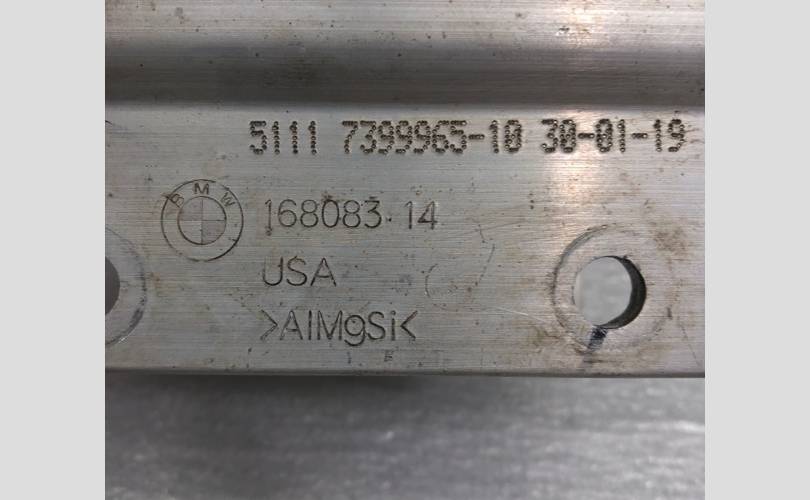 5111 7399965-10 30-01-19
BMW
168083.14
USA
>AlMgSi<